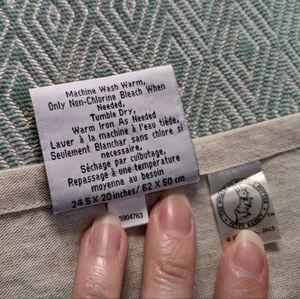 Machine Wash Warm,
Only Non-Chlorine Bleach When
Needed,
Tumble Dry,
Warm Iron As Needed
Laver à la machine à l'eau tiède,
Seulement Blanchir sans chlore si
necessaire,
Séchage par culbutage,
Repassage à une température
moyenne au besoin
24.5 X 20 inches/ 62 X 50 cm
5904763
2013